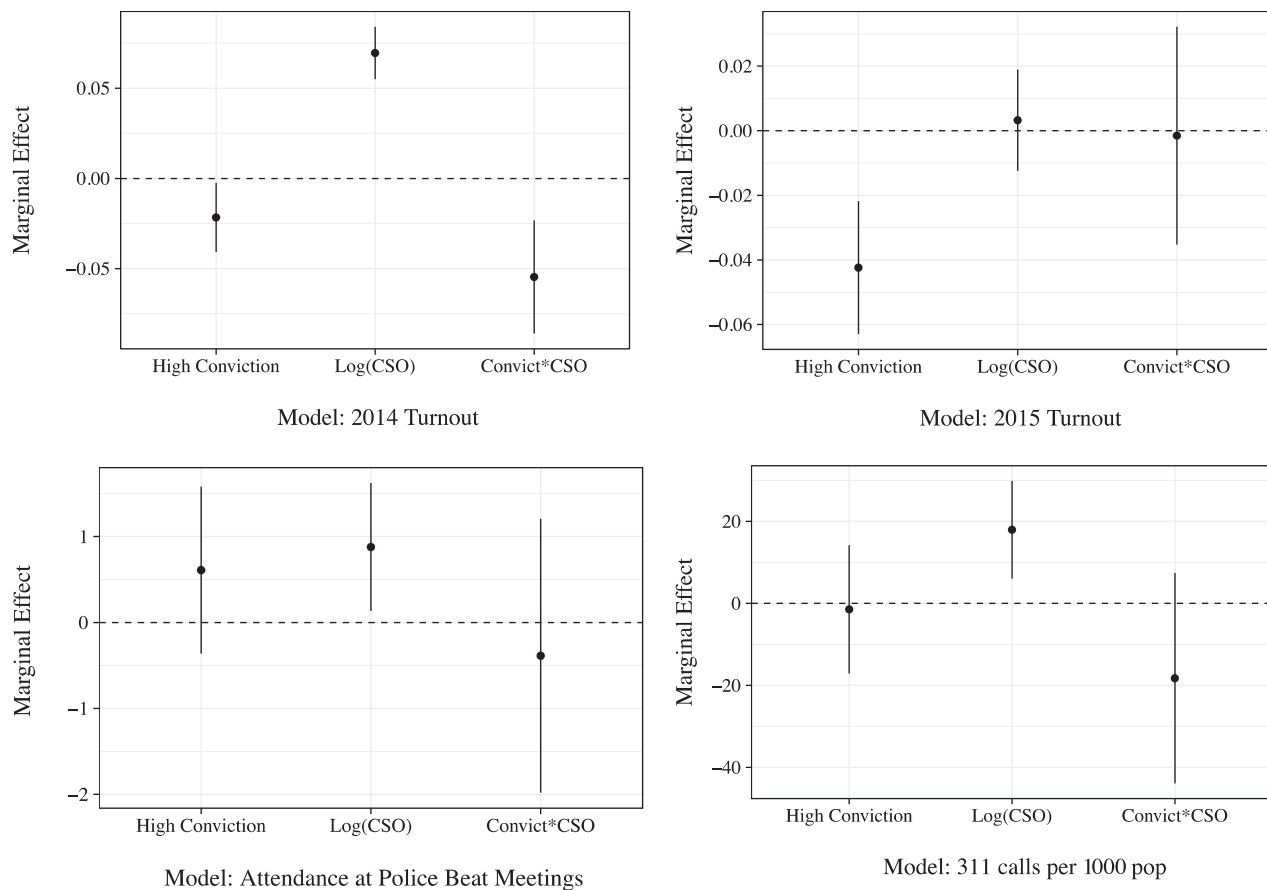 Marginal Effect
0.05
0.00
−0.05
High Conviction
Log(CSO)
Convict*CSO
Model: 2014 Turnout
Marginal Effect
0.02
0.00
−0.02
−0.04
−0.06
High Conviction
Log(CSO)
Convict*CSO
Model: 2015 Turnout
Marginal Effect
1
0
−1
−2
High Conviction
Log(CSO)
Convict*CSO
Model: Attendance at Police Beat Meetings
Marginal Effect
20
0
−20
−40
High Conviction
Log(CSO)
Convict*CSO
Model: 311 calls per 1000 pop